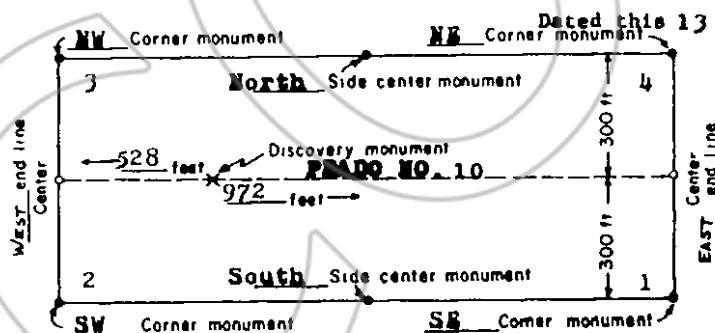 Dated this 13
NW Corner monument NE Corner monument
3 North Side center monument 4
300 ft
WEST end line Center
528 feet Discovery monument
PRADO NO. 10
972 feet
Center EAST end line
300 ft
2 South Side center monument 1
SW Corner monument SE Corner monument